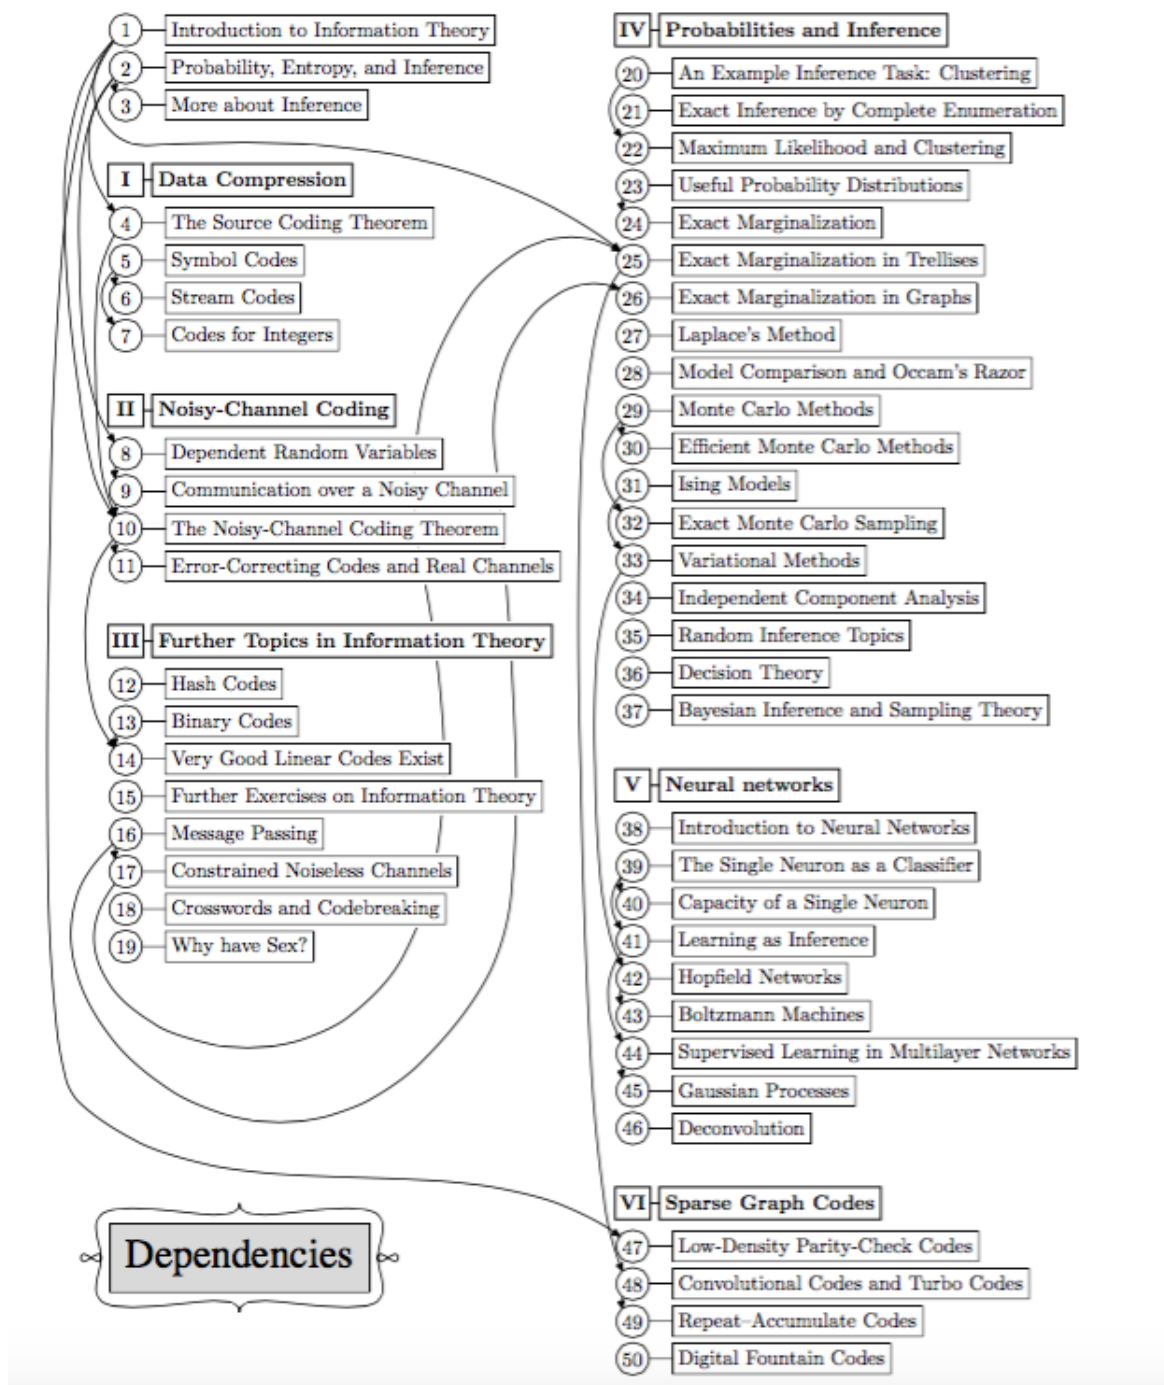 1 Introduction to Information Theory
2 Probability, Entropy, and Inference
3 More about Inference
I Data Compression
4 The Source Coding Theorem
5 Symbol Codes
6 Stream Codes
7 Codes for Integers
II Noisy-Channel Coding
8 Dependent Random Variables
9 Communication over a Noisy Channel
10 The Noisy-Channel Coding Theorem
11 Error-Correcting Codes and Real Channels
III Further Topics in Information Theory
12 Hash Codes
13 Binary Codes
14 Very Good Linear Codes Exist
15 Further Exercises on Information Theory
16 Message Passing
17 Constrained Noiseless Channels
18 Crosswords and Codebreaking
19 Why have Sex?
Dependencies
IV Probabilities and Inference
20 An Example Inference Task: Clustering
21 Exact Inference by Complete Enumeration
22 Maximum Likelihood and Clustering
23 Useful Probability Distributions
24 Exact Marginalization
25 Exact Marginalization in Trellises
26 Exact Marginalization in Graphs
27 Laplace's Method
28 Model Comparison and Occam's Razor
29 Monte Carlo Methods
30 Efficient Monte Carlo Methods
31 Ising Models
32 Exact Monte Carlo Sampling
33 Variational Methods
34 Independent Component Analysis
35 Random Inference Topics
36 Decision Theory
37 Bayesian Inference and Sampling Theory
V Neural networks
38 Introduction to Neural Networks
39 The Single Neuron as a Classifier
40 Capacity of a Single Neuron
41 Learning as Inference
42 Hopfield Networks
43 Boltzmann Machines
44 Supervised Learning in Multilayer Networks
45 Gaussian Processes
46 Deconvolution
VI Sparse Graph Codes
47 Low-Density Parity-Check Codes
48 Convolutional Codes and Turbo Codes
49 Repeat–Accumulate Codes
50 Digital Fountain Codes